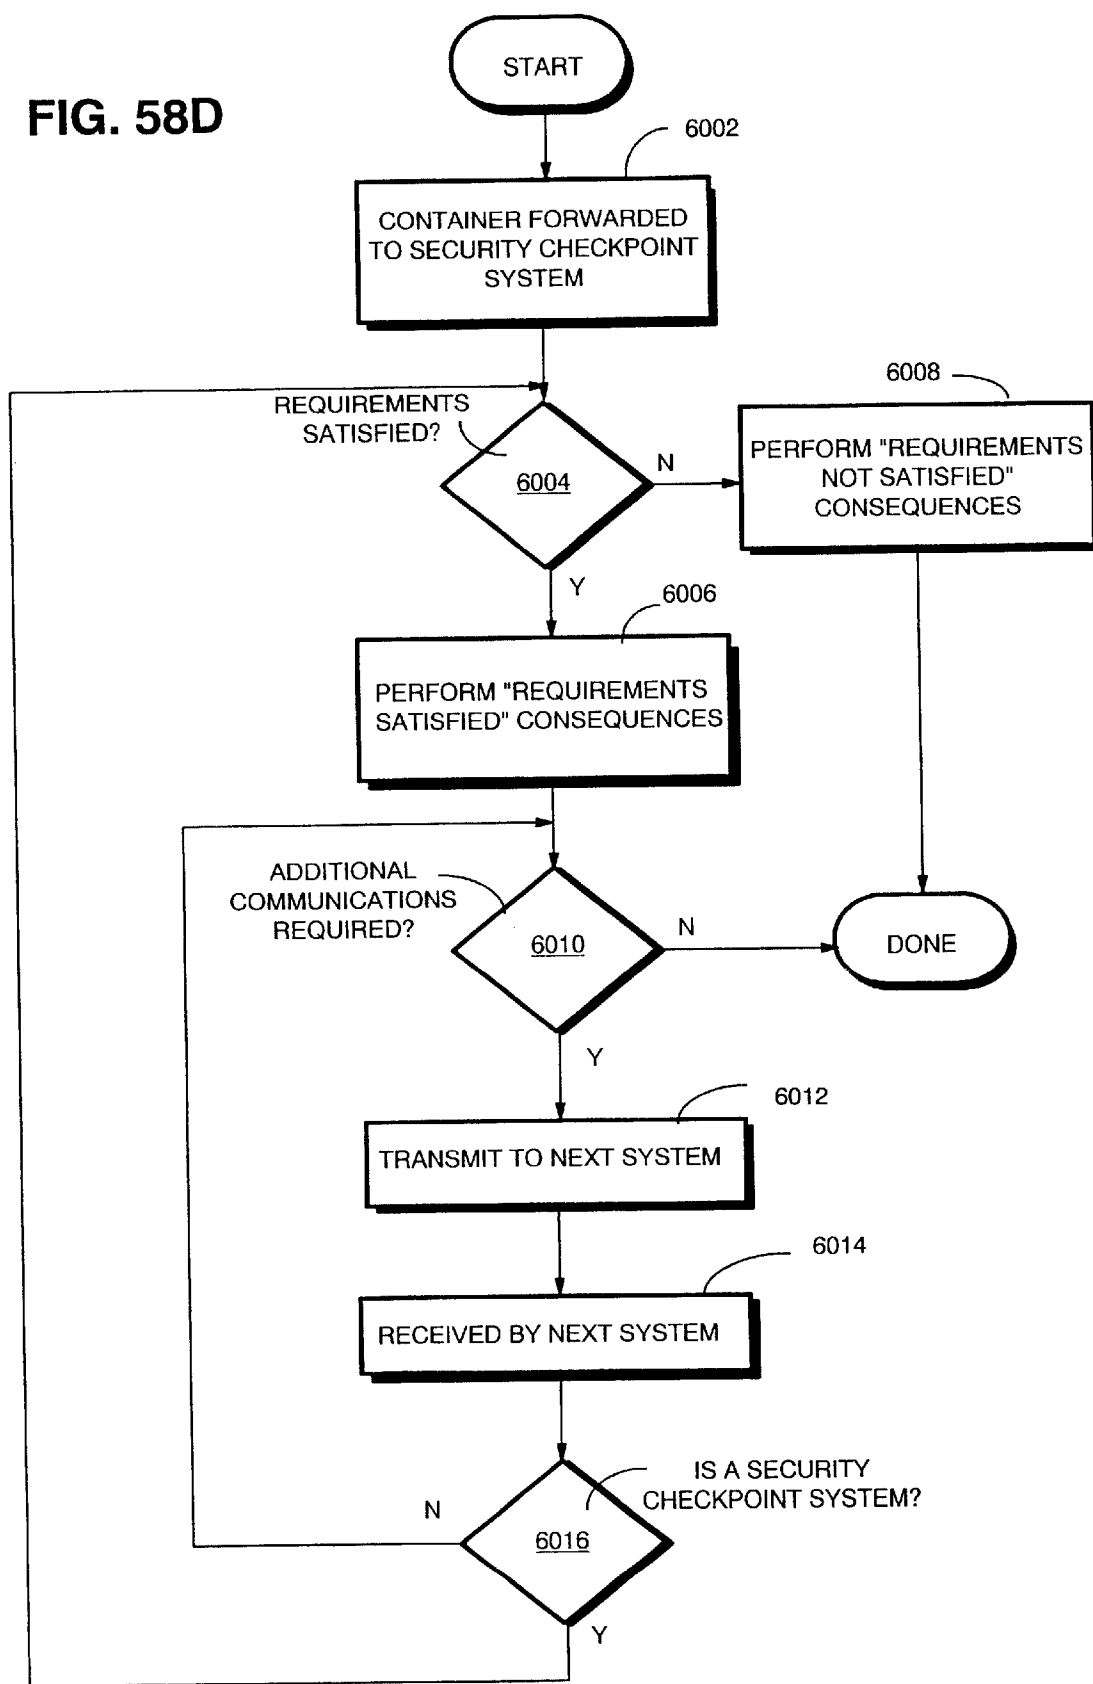 START
FIG. 58D
6002
CONTAINER FORWARDED
TO SECURITY CHECKPOINT
SYSTEM
6008
REQUIREMENTS
SATISFIED?
6004
N
PERFORM "REQUIREMENTS
NOT SATISFIED"
CONSEQUENCES
Y
6006
PERFORM "REQUIREMENTS
SATISFIED" CONSEQUENCES
ADDITIONAL
COMMUNICATIONS
REQUIRED?
6010
N
DONE
Y
6012
TRANSMIT TO NEXT SYSTEM
6014
RECEIVED BY NEXT SYSTEM
IS A SECURITY
CHECKPOINT SYSTEM?
N
6016
Y